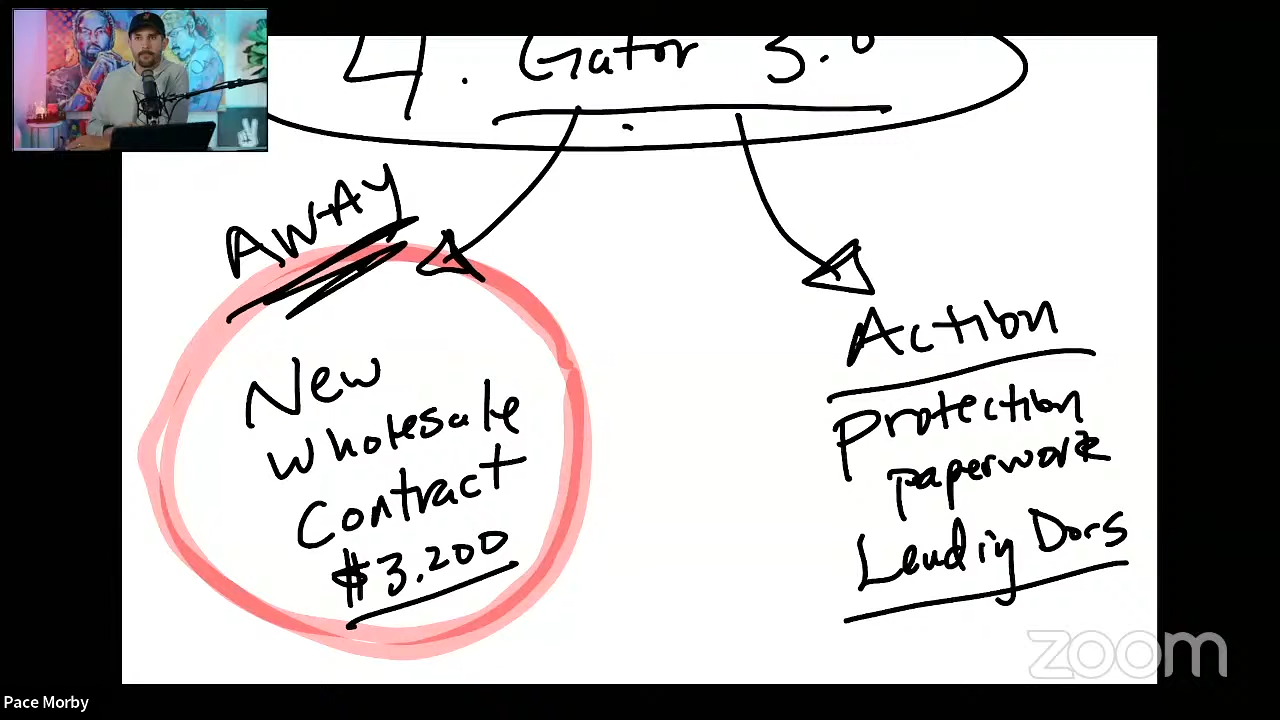 4. Gator 3.0
AWAY
New
Wholesale
Contract
$3.200
Action
Protection
paperwork
Lending Docs
zoom
Pace Morby